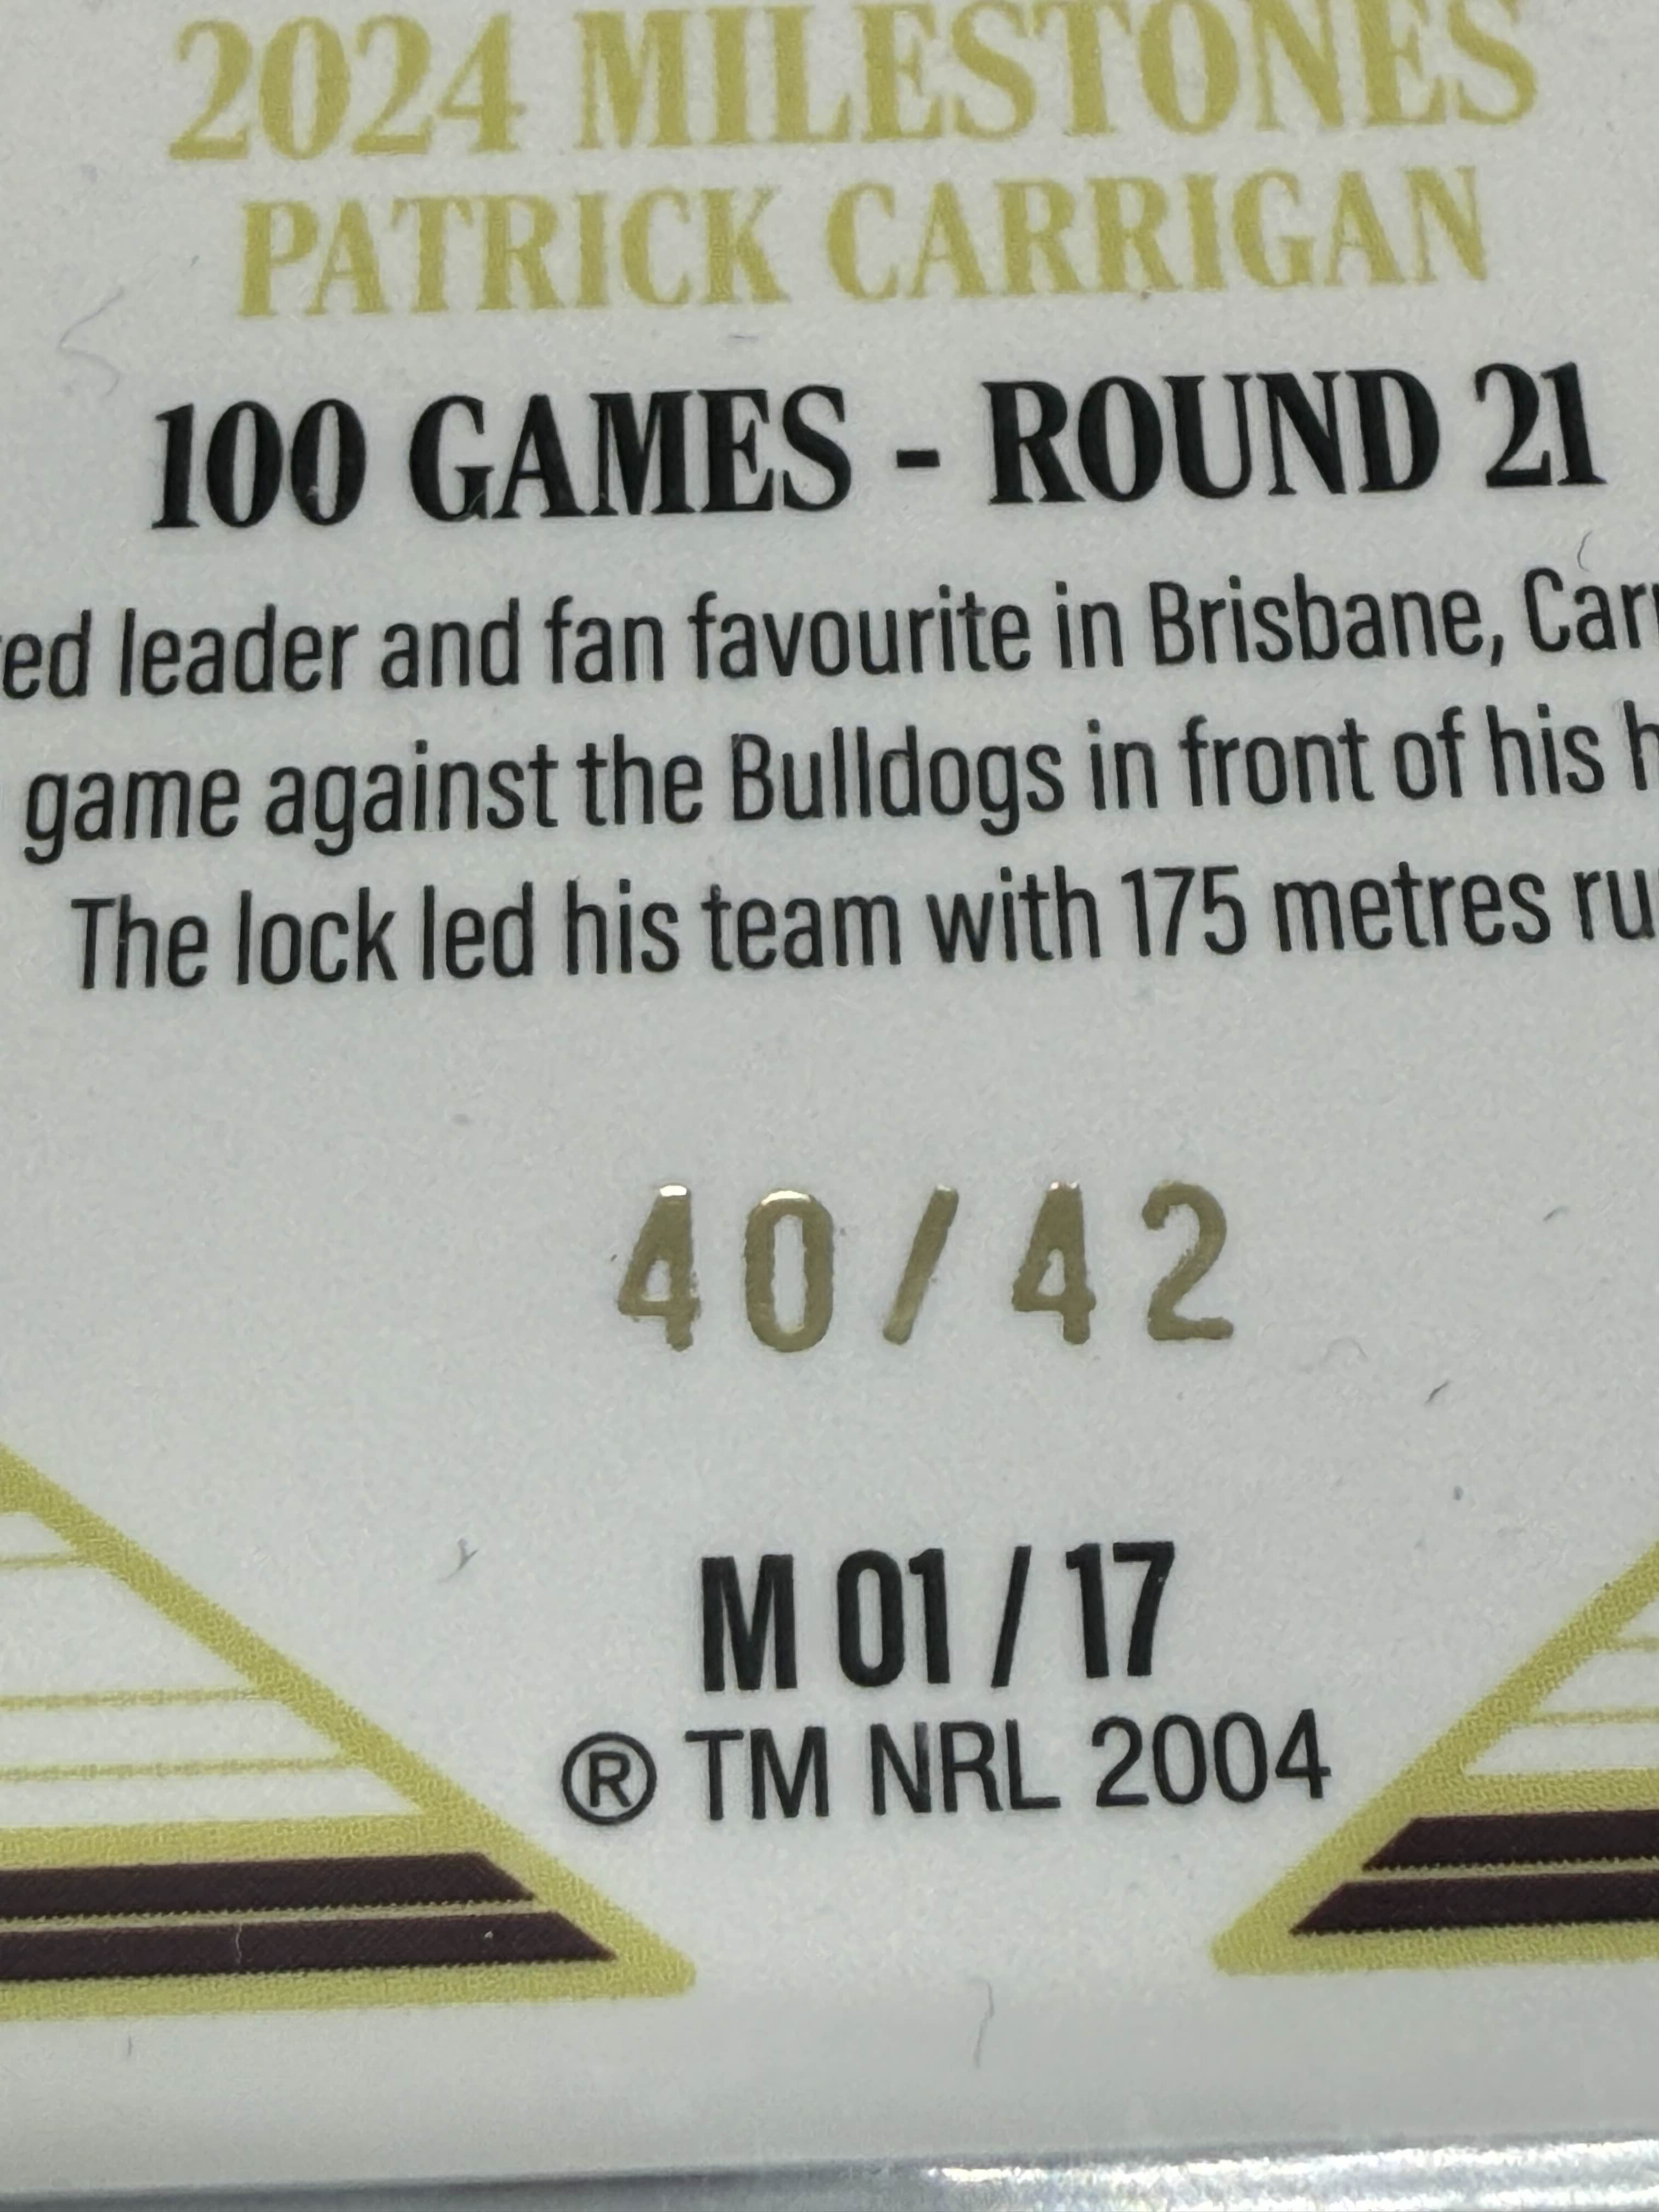 2024 MILESTONES
PATRICK CARRIGAN
100 GAMES - ROUND 21
leader and fan favourite in Brisbane,
game against the Bulldogs in front of his
The lock led his team with 175 metres
40/42
M 01 / 17
® TM NRL 2004